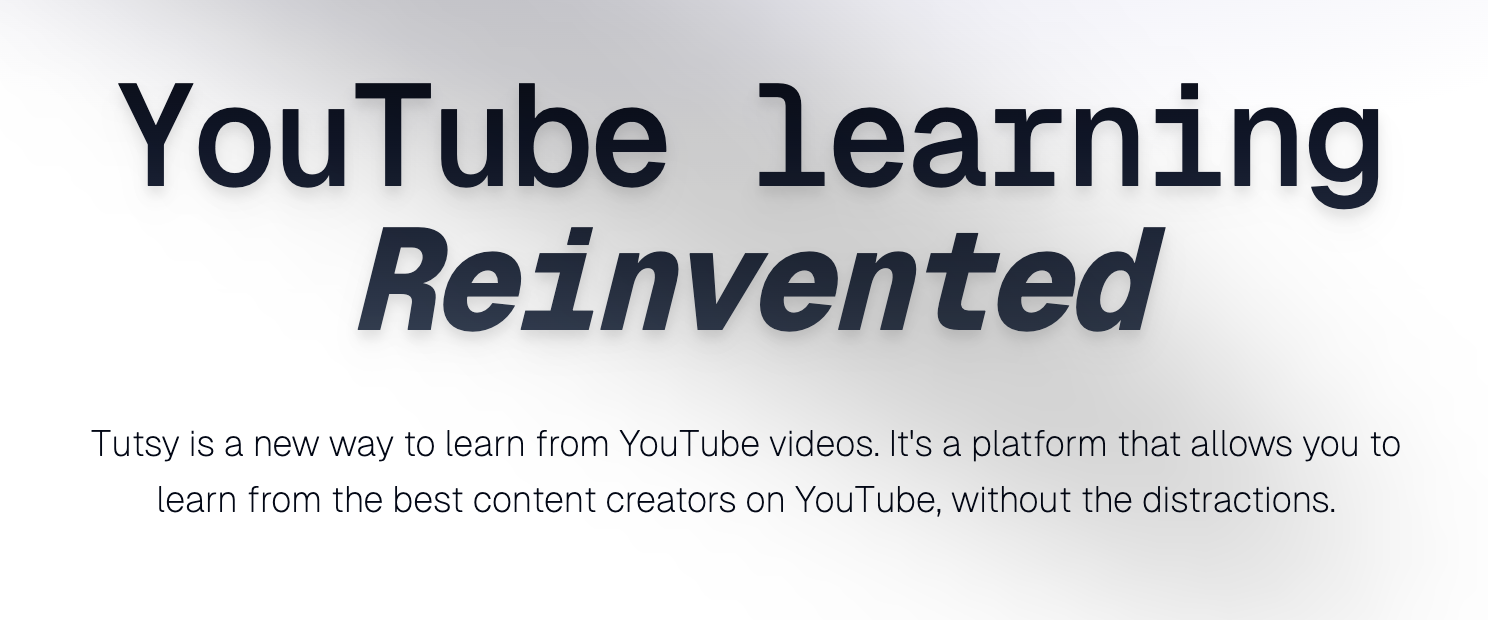 YouTube learning
Reinvented
Tutsy is a new way to learn from YouTube videos. It's a platform that allows you to
learn from the best content creators on YouTube, without the distractions.